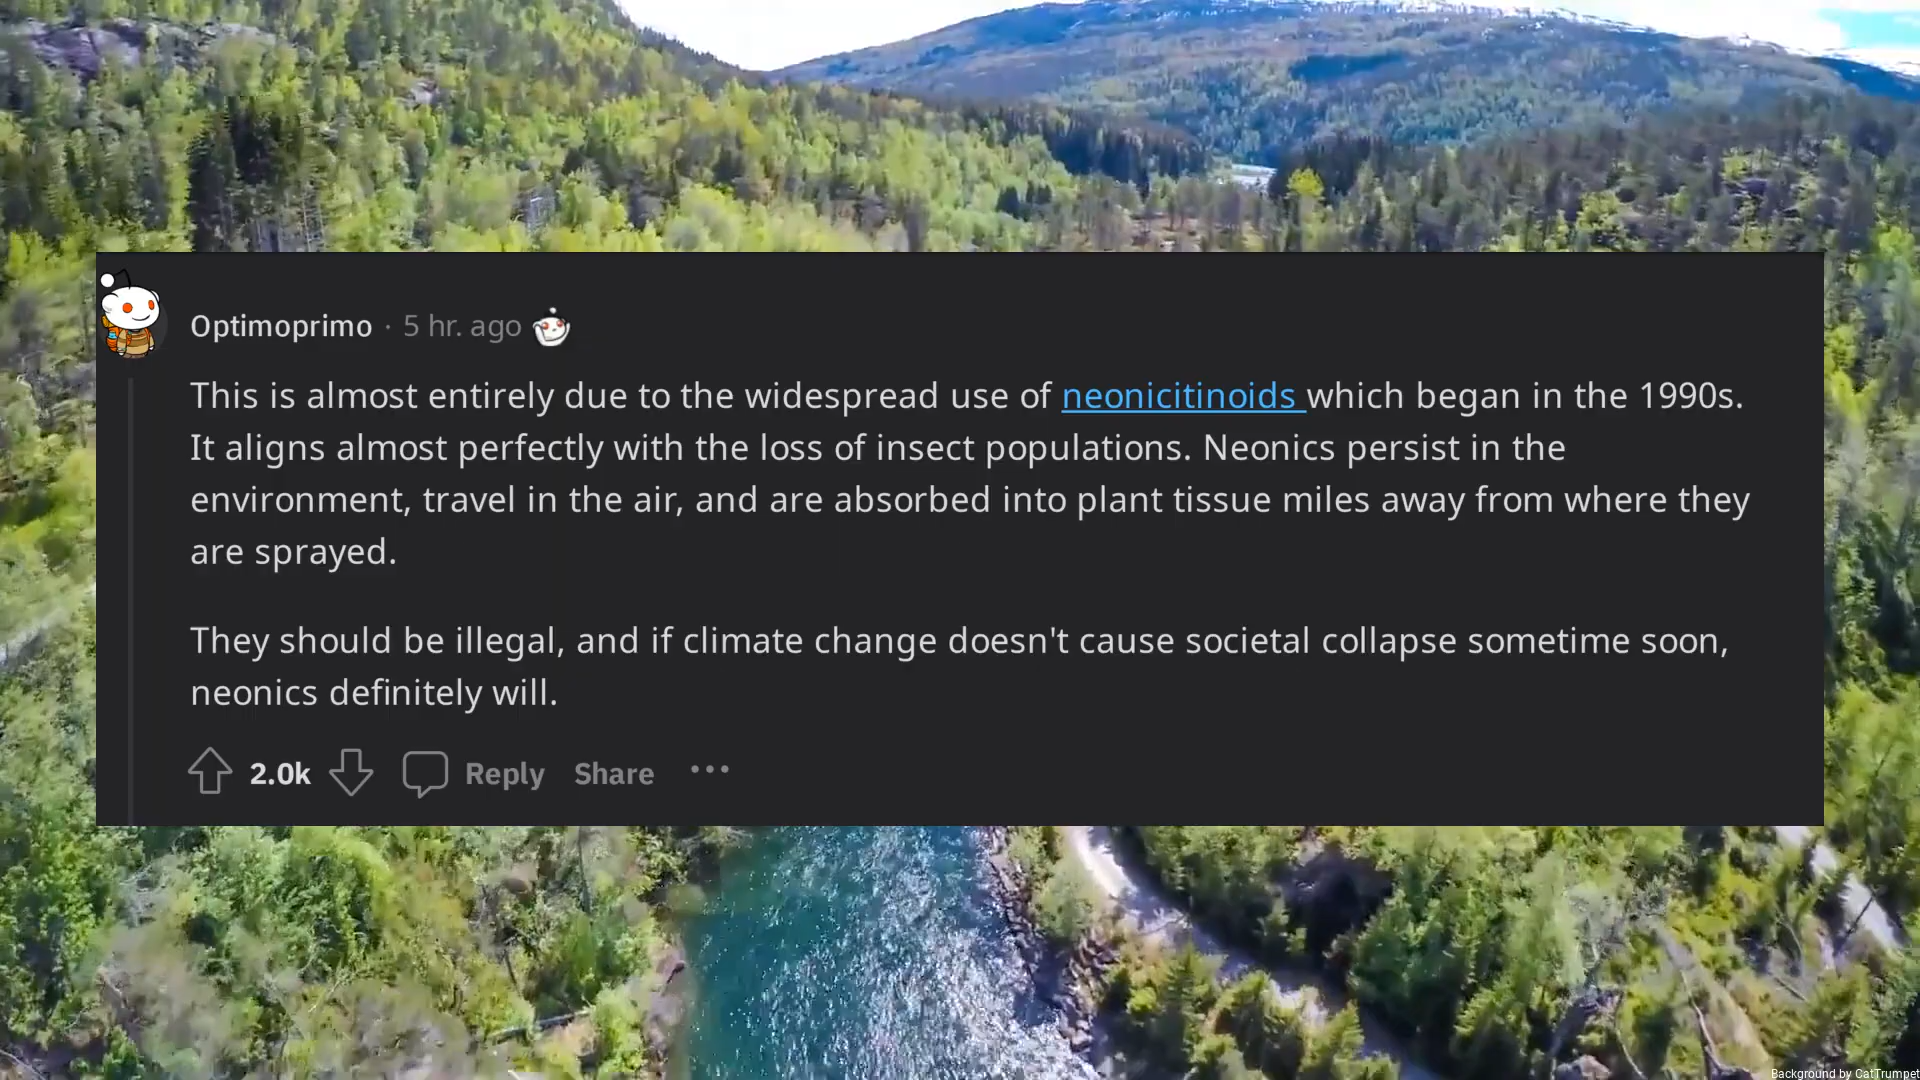 Optimoprimo · 5 hr. ago
This is almost entirely due to the widespread use of neonicitinoids which began in the 1990s.
It aligns almost perfectly with the loss of insect populations. Neonics persist in the
environment, travel in the air, and are absorbed into plant tissue miles away from where they
are sprayed.
They should be illegal, and if climate change doesn't cause societal collapse sometime soon,
neonics definitely will.
2.0k Reply Share ···
Background by CatTrumpet